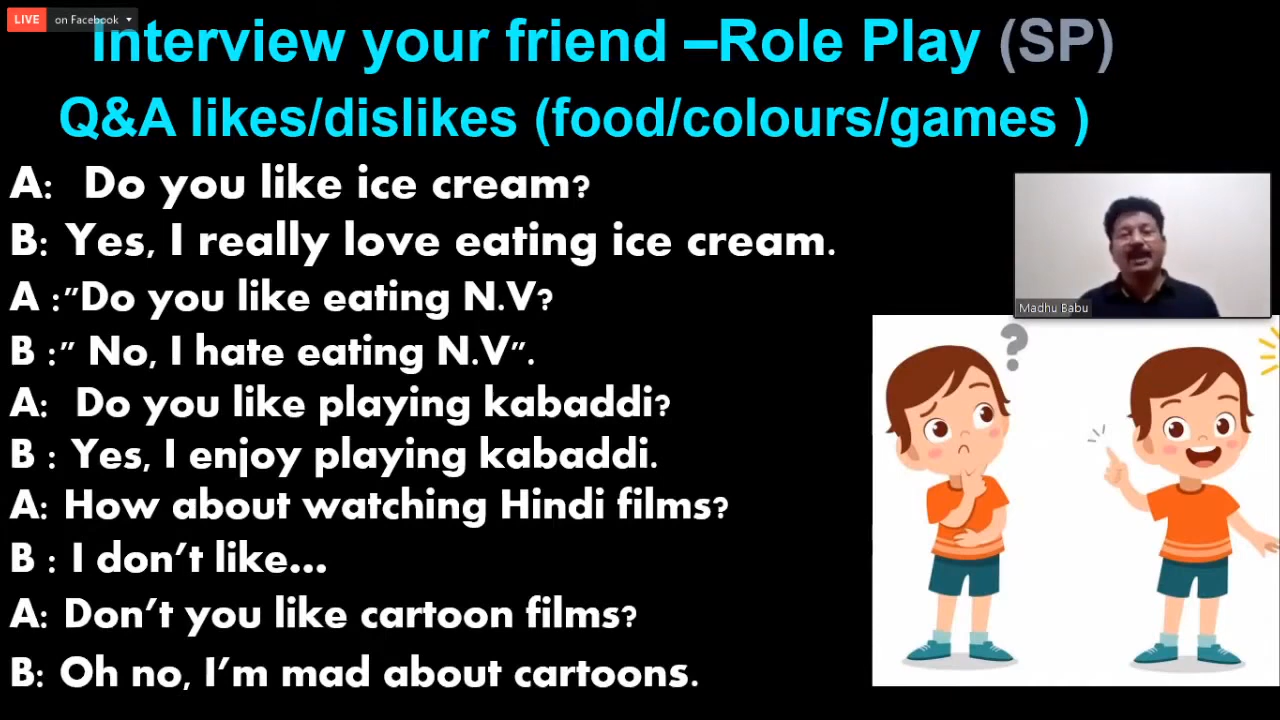 LIVE on Facebook
Interview your friend –Role Play (SP)
Q&A likes/dislikes (food/colours/games )
A: Do you like ice cream?
B: Yes, I really love eating ice cream.
A :”Do you like eating N.V?
B :” No, I hate eating N.V”.
A: Do you like playing kabaddi?
B : Yes, I enjoy playing kabaddi.
A: How about watching Hindi films?
B : I don’t like...
A: Don’t you like cartoon films?
B: Oh no, I’m mad about cartoons.
Madhu Babu
?